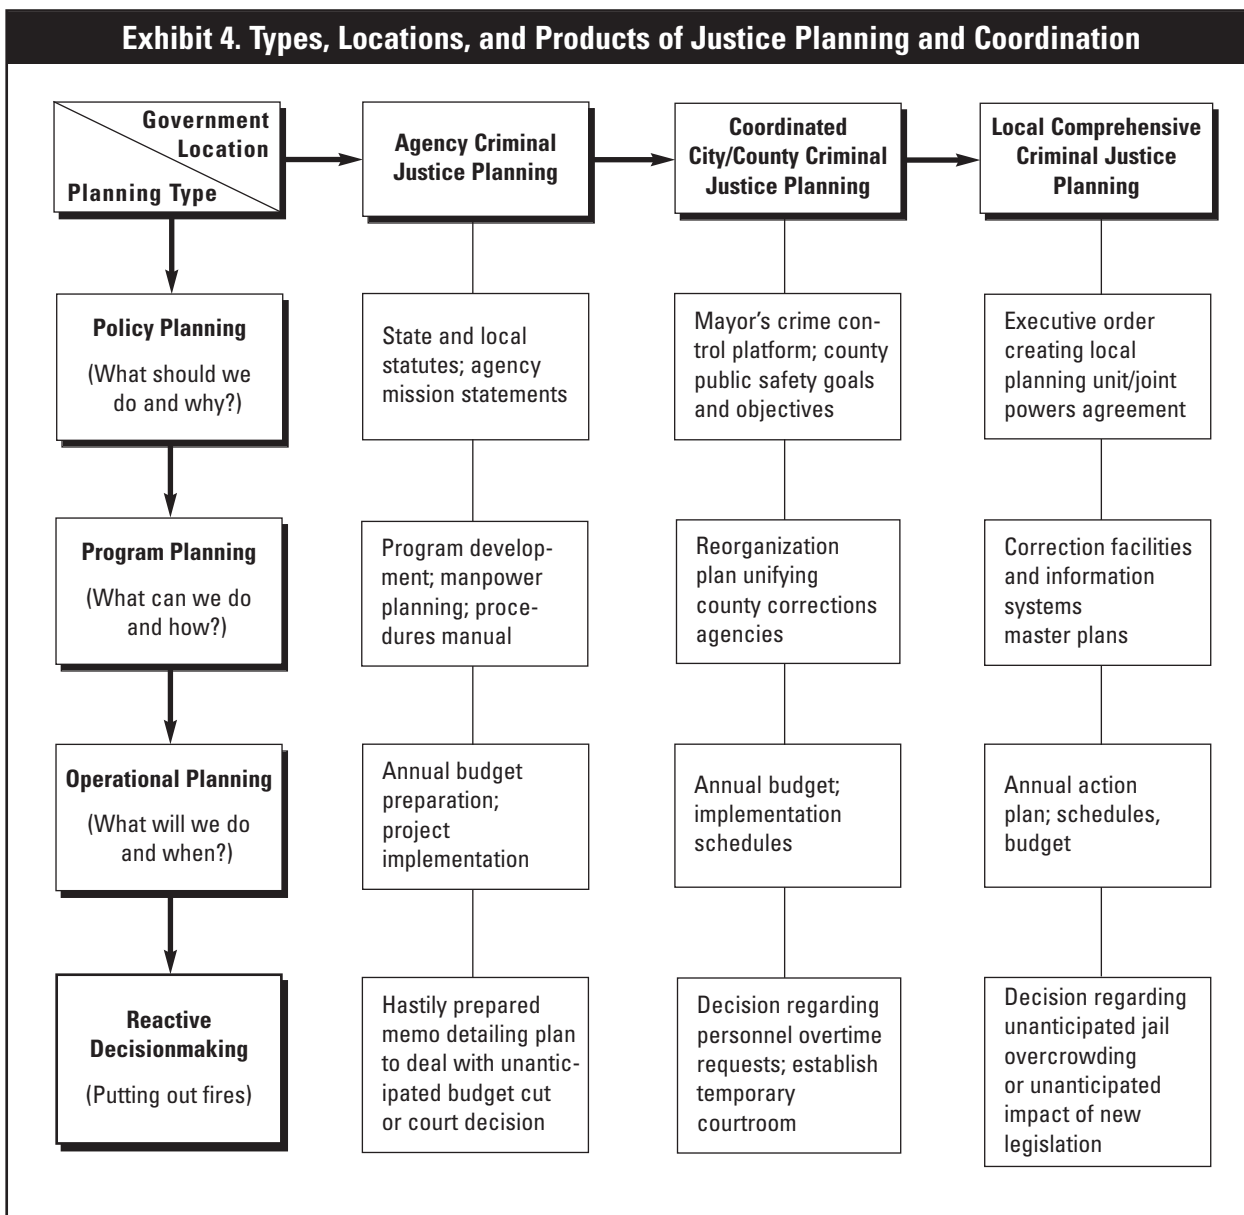 Exhibit 4. Types, Locations, and Products of Justice Planning and Coordination
Government
Location
Planning Type
Agency Criminal
Justice Planning
Coordinated
City/County Criminal
Justice Planning
Local Comprehensive
Criminal Justice
Planning
Policy Planning
(What should we
do and why?)
State and local
statutes; agency
mission statements
Mayor's crime con-
trol platform; county
public safety goals
and objectives
Executive order
creating local
planning unit/joint
powers agreement
Program Planning
(What can we do
and how?)
Program develop-
ment; manpower
planning; proce-
dures manual
Reorganization
plan unifying
county corrections
agencies
Correction facilities
and information
systems
master plans
Operational Planning
(What will we do
and when?)
Annual budget
preparation;
project
implementation
Annual budget;
implementation
schedules
Annual action
plan; schedules,
budget
Reactive
Decisionmaking
(Putting out fires)
Hastily prepared
memo detailing plan
to deal with unantic-
ipated budget cut
or court decision
Decision regarding
personnel overtime
requests; establish
temporary
courtroom
Decision regarding
unanticipated jail
overcrowding
or unanticipated
impact of new
legislation